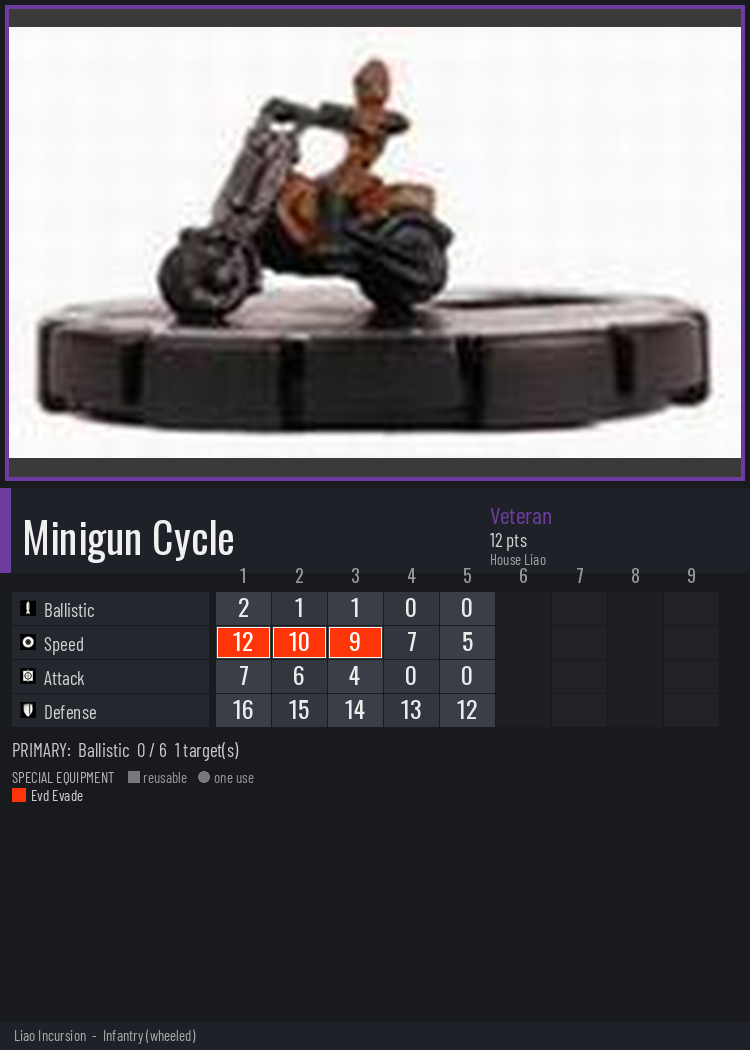 Minigun Cycle
Veteran
12 pts
House Liao
1 2 3 4 5 6 7 8 9
Ballistic 2 1 1 0 0
Speed 12 10 9 7 5
Attack 7 6 4 0 0
Defense 16 15 14 13 12
PRIMARY: Ballistic 0 / 6 1 target(s)
SPECIAL EQUIPMENT reusable one use
Evd Evade
Liao Incursion - Infantry (wheeled)